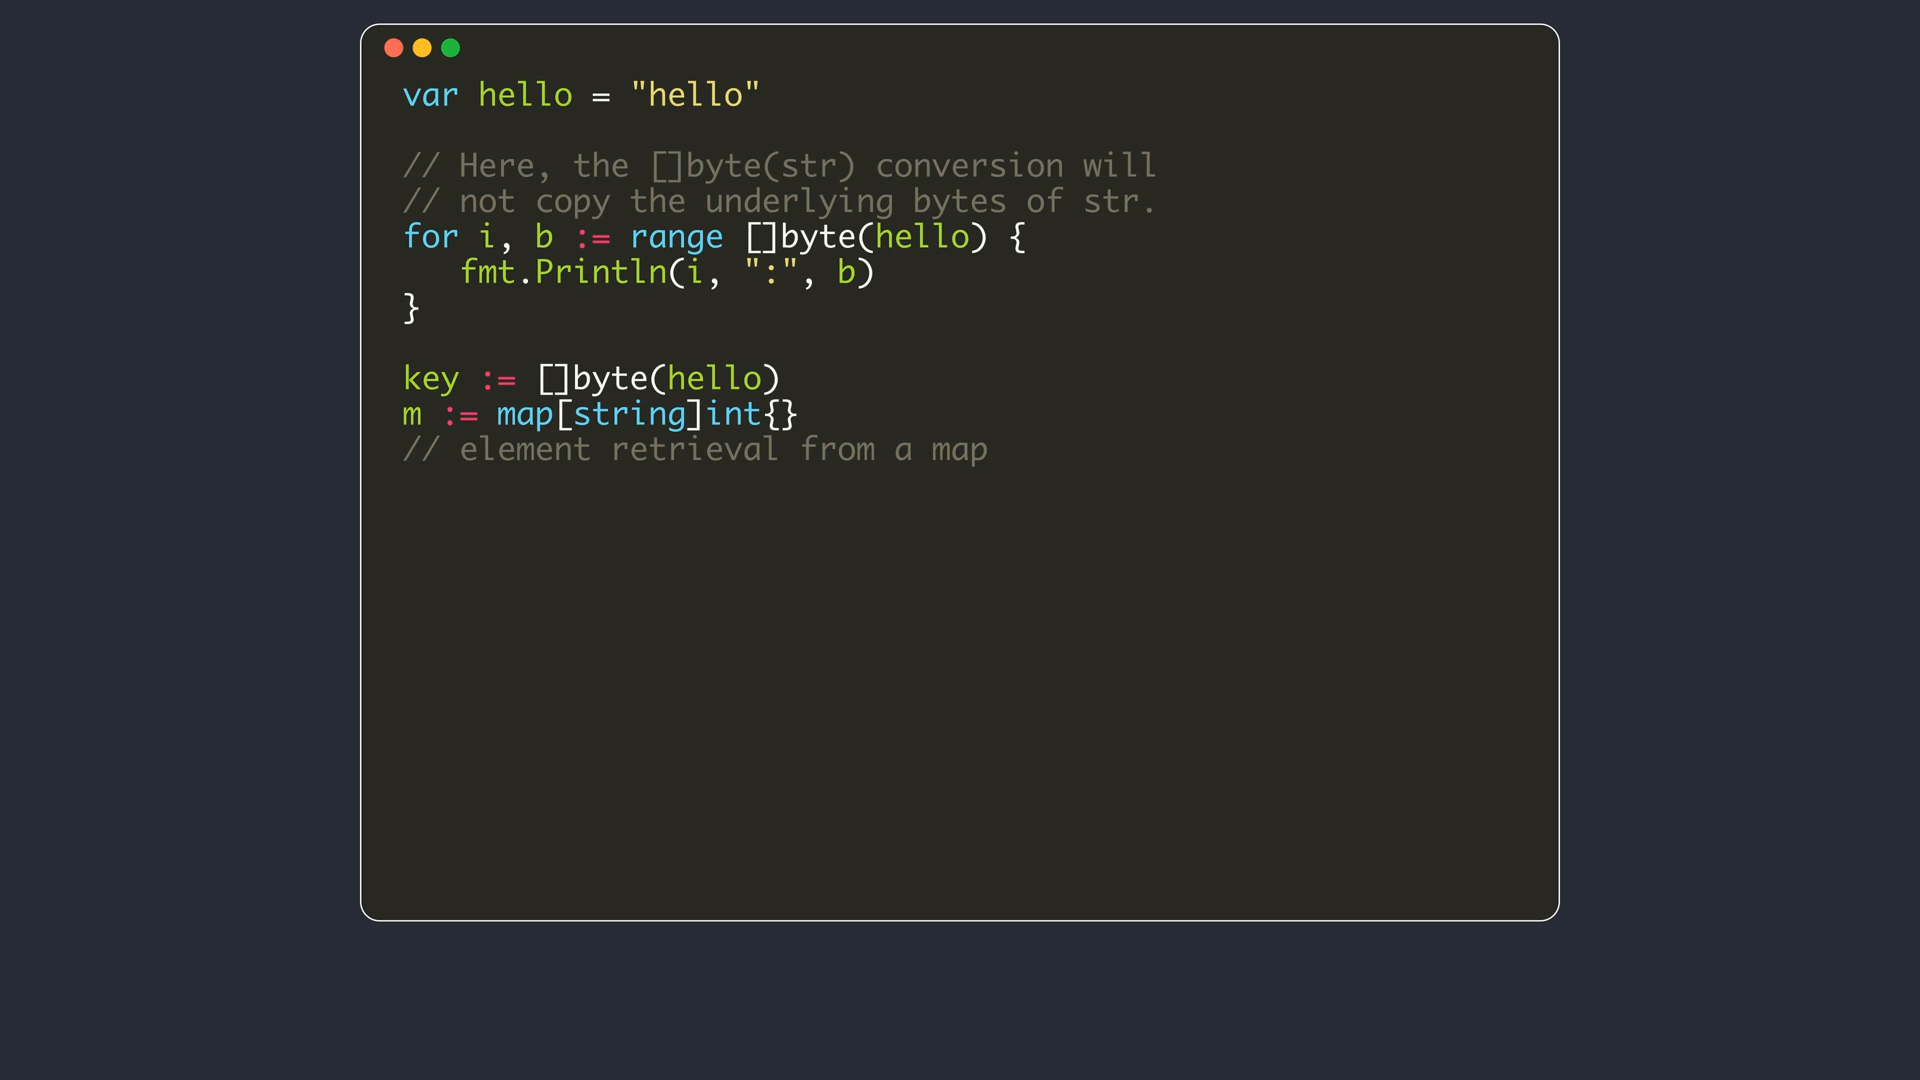 var hello = "hello"
// Here, the []byte(str) conversion will
// not copy the underlying bytes of str.
for i, b := range []byte(hello) {
fmt.Println(i, ":", b)
}
key := []byte(hello)
m := map[string]int{}
// element retrieval from a map